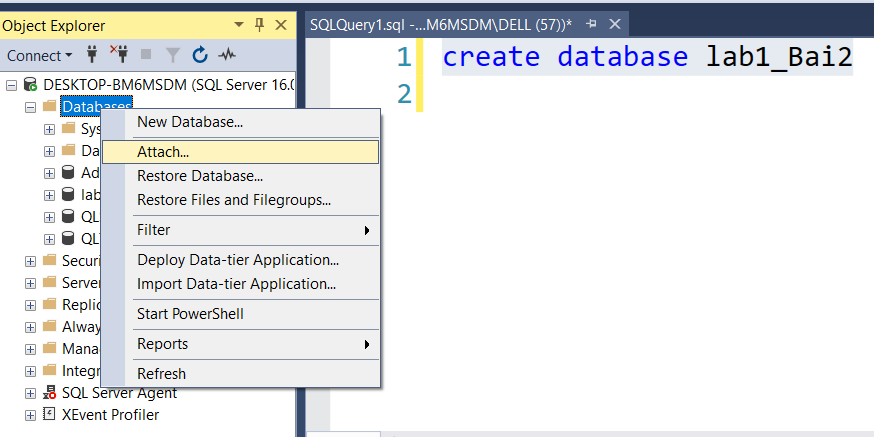 Object Explorer
Connect
DESKTOP-BM6MSDM (SQL Server 16.0
Databases
Sys
Da
Ad
lab
QL
QL
Securi
Server
Replic
Alway
Mana
Integr
SQL Server Agent
XEvent Profiler
New Database...
Attach...
Restore Database...
Restore Files and Filegroups...
Filter
Deploy Data-tier Application...
Import Data-tier Application...
Start PowerShell
Reports
Refresh
SQLQuery1.sql -...M6MSDM\DELL (57))*
1 create database lab1_Bai2
2